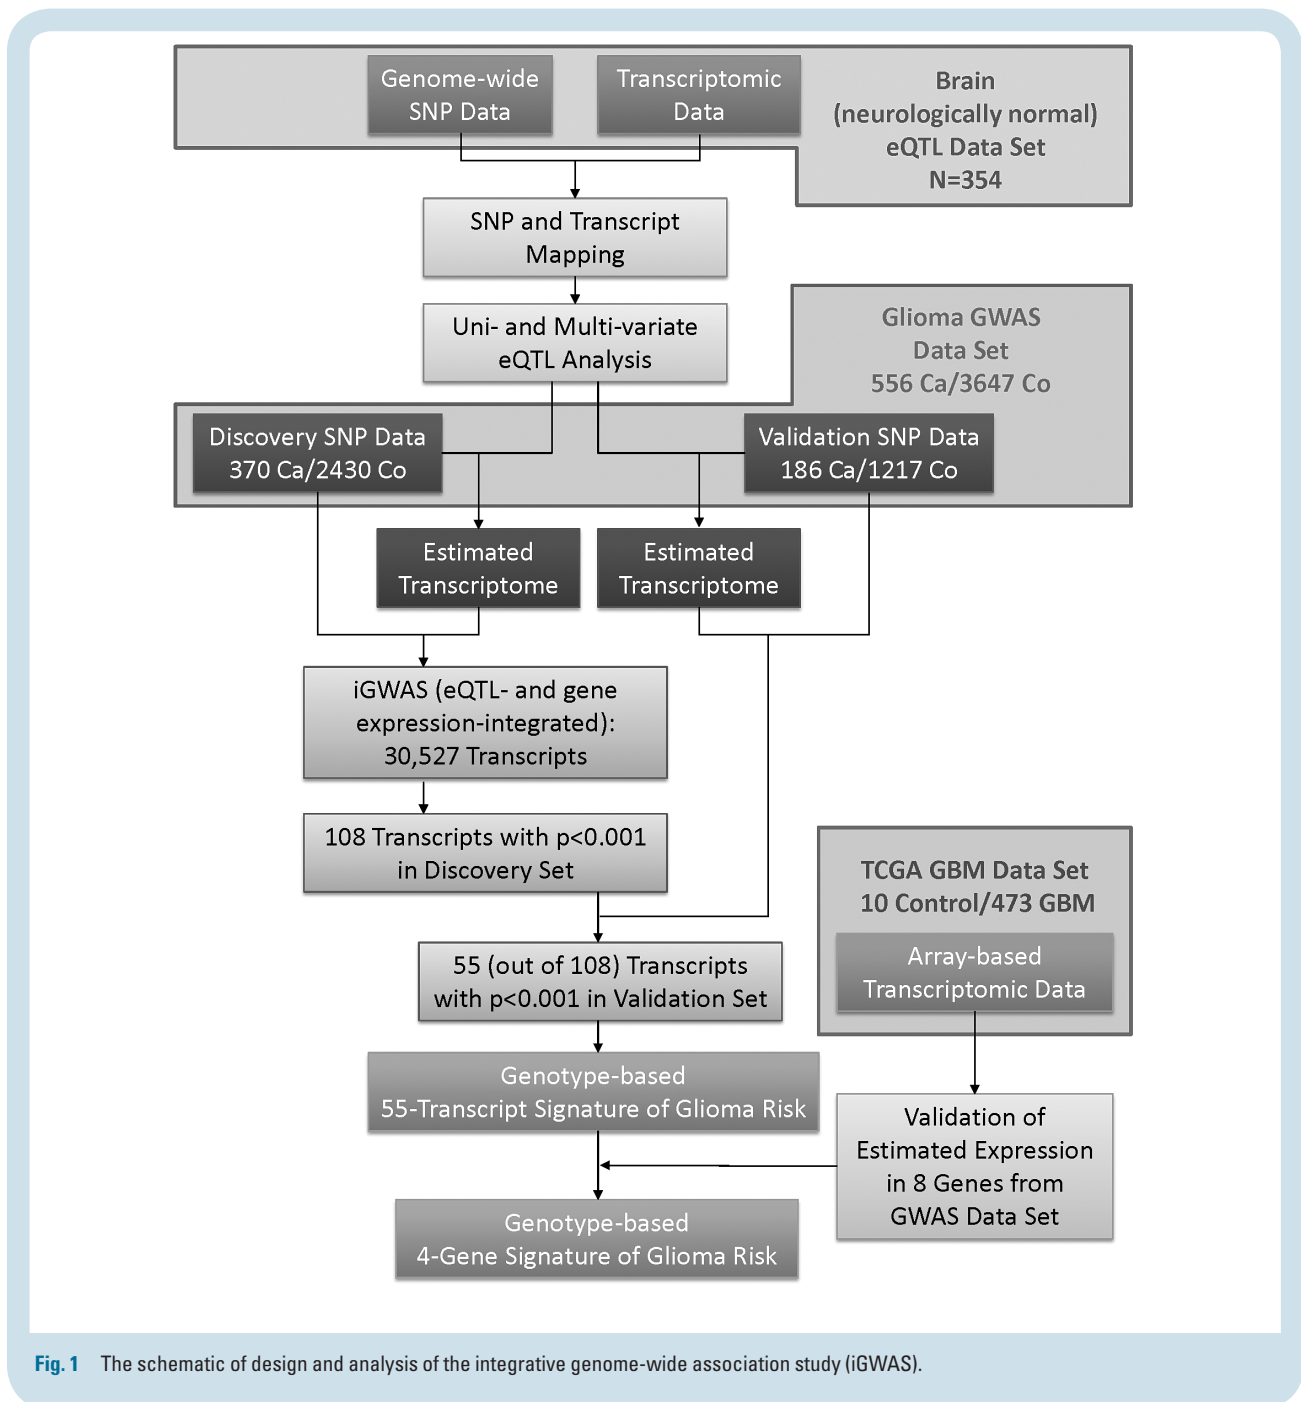 Genome-wide
SNP Data
Transcriptomic
Data
Brain
(neurologically normal)
eQTL Data Set
N=354
SNP and Transcript
Mapping
Uni- and Multi-variate
eQTL Analysis
Glioma GWAS
Data Set
556 Ca/3647 Co
Discovery SNP Data
370 Ca/2430 Co
Validation SNP Data
186 Ca/1217 Co
Estimated
Transcriptome
Estimated
Transcriptome
iGWAS (eQTL- and gene
expression-integrated):
30,527 Transcripts
108 Transcripts with p<0.001
in Discovery Set
TCGA GBM Data Set
10 Control/473 GBM
Array-based
Transcriptomic Data
55 (out of 108) Transcripts
with p<0.001 in Validation Set
Genotype-based
55-Transcript Signature of Glioma Risk
Validation of
Estimated Expression
in 8 Genes from
GWAS Data Set
Genotype-based
4-Gene Signature of Glioma Risk
Fig. 1 The schematic of design and analysis of the integrative genome-wide association study (iGWAS).